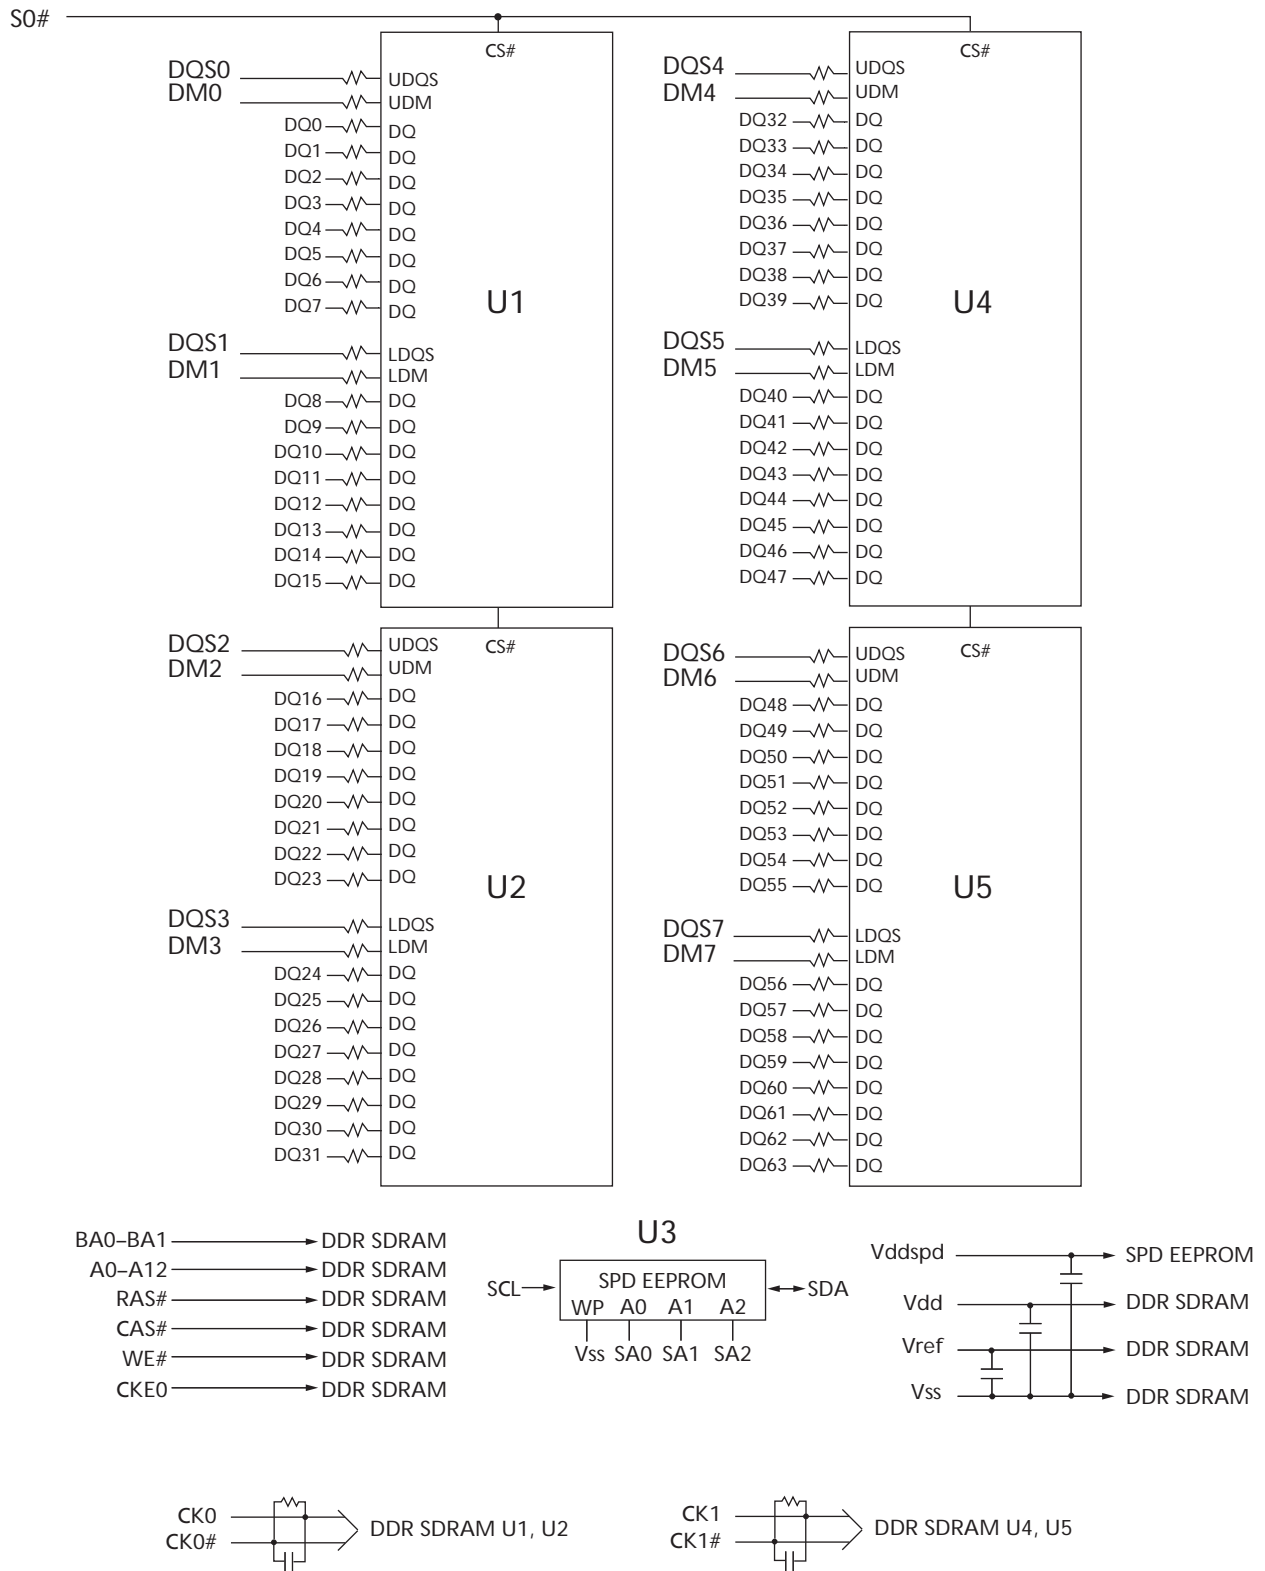 S0#
CS#
DQS0 UDQS
DM0 UDM
DQ0 DQ
DQ1 DQ
DQ2 DQ
DQ3 DQ
DQ4 DQ
DQ5 DQ
DQ6 DQ
DQ7 DQ
U1
DQS1 LDQS
DM1 LDM
DQ8 DQ
DQ9 DQ
DQ10 DQ
DQ11 DQ
DQ12 DQ
DQ13 DQ
DQ14 DQ
DQ15 DQ
CS#
DQS2 UDQS
DM2 UDM
DQ16 DQ
DQ17 DQ
DQ18 DQ
DQ19 DQ
DQ20 DQ
DQ21 DQ
DQ22 DQ
DQ23 DQ
U2
DQS3 LDQS
DM3 LDM
DQ24 DQ
DQ25 DQ
DQ26 DQ
DQ27 DQ
DQ28 DQ
DQ29 DQ
DQ30 DQ
DQ31 DQ
CS#
DQS4 UDQS
DM4 UDM
DQ32 DQ
DQ33 DQ
DQ34 DQ
DQ35 DQ
DQ36 DQ
DQ37 DQ
DQ38 DQ
DQ39 DQ
U4
DQS5 LDQS
DM5 LDM
DQ40 DQ
DQ41 DQ
DQ42 DQ
DQ43 DQ
DQ44 DQ
DQ45 DQ
DQ46 DQ
DQ47 DQ
CS#
DQS6 UDQS
DM6 UDM
DQ48 DQ
DQ49 DQ
DQ50 DQ
DQ51 DQ
DQ52 DQ
DQ53 DQ
DQ54 DQ
DQ55 DQ
U5
DQS7 LDQS
DM7 LDM
DQ56 DQ
DQ57 DQ
DQ58 DQ
DQ59 DQ
DQ60 DQ
DQ61 DQ
DQ62 DQ
DQ63 DQ
BA0–BA1 DDR SDRAM
A0–A12 DDR SDRAM
RAS# DDR SDRAM
CAS# DDR SDRAM
WE# DDR SDRAM
CKE0 DDR SDRAM
U3
SCL SPD EEPROM SDA
WP A0 A1 A2
Vss SA0 SA1 SA2
Vddspd SPD EEPROM
Vdd DDR SDRAM
Vref DDR SDRAM
Vss DDR SDRAM
CK0
CK0#
DDR SDRAM U1, U2
CK1
CK1#
DDR SDRAM U4, U5